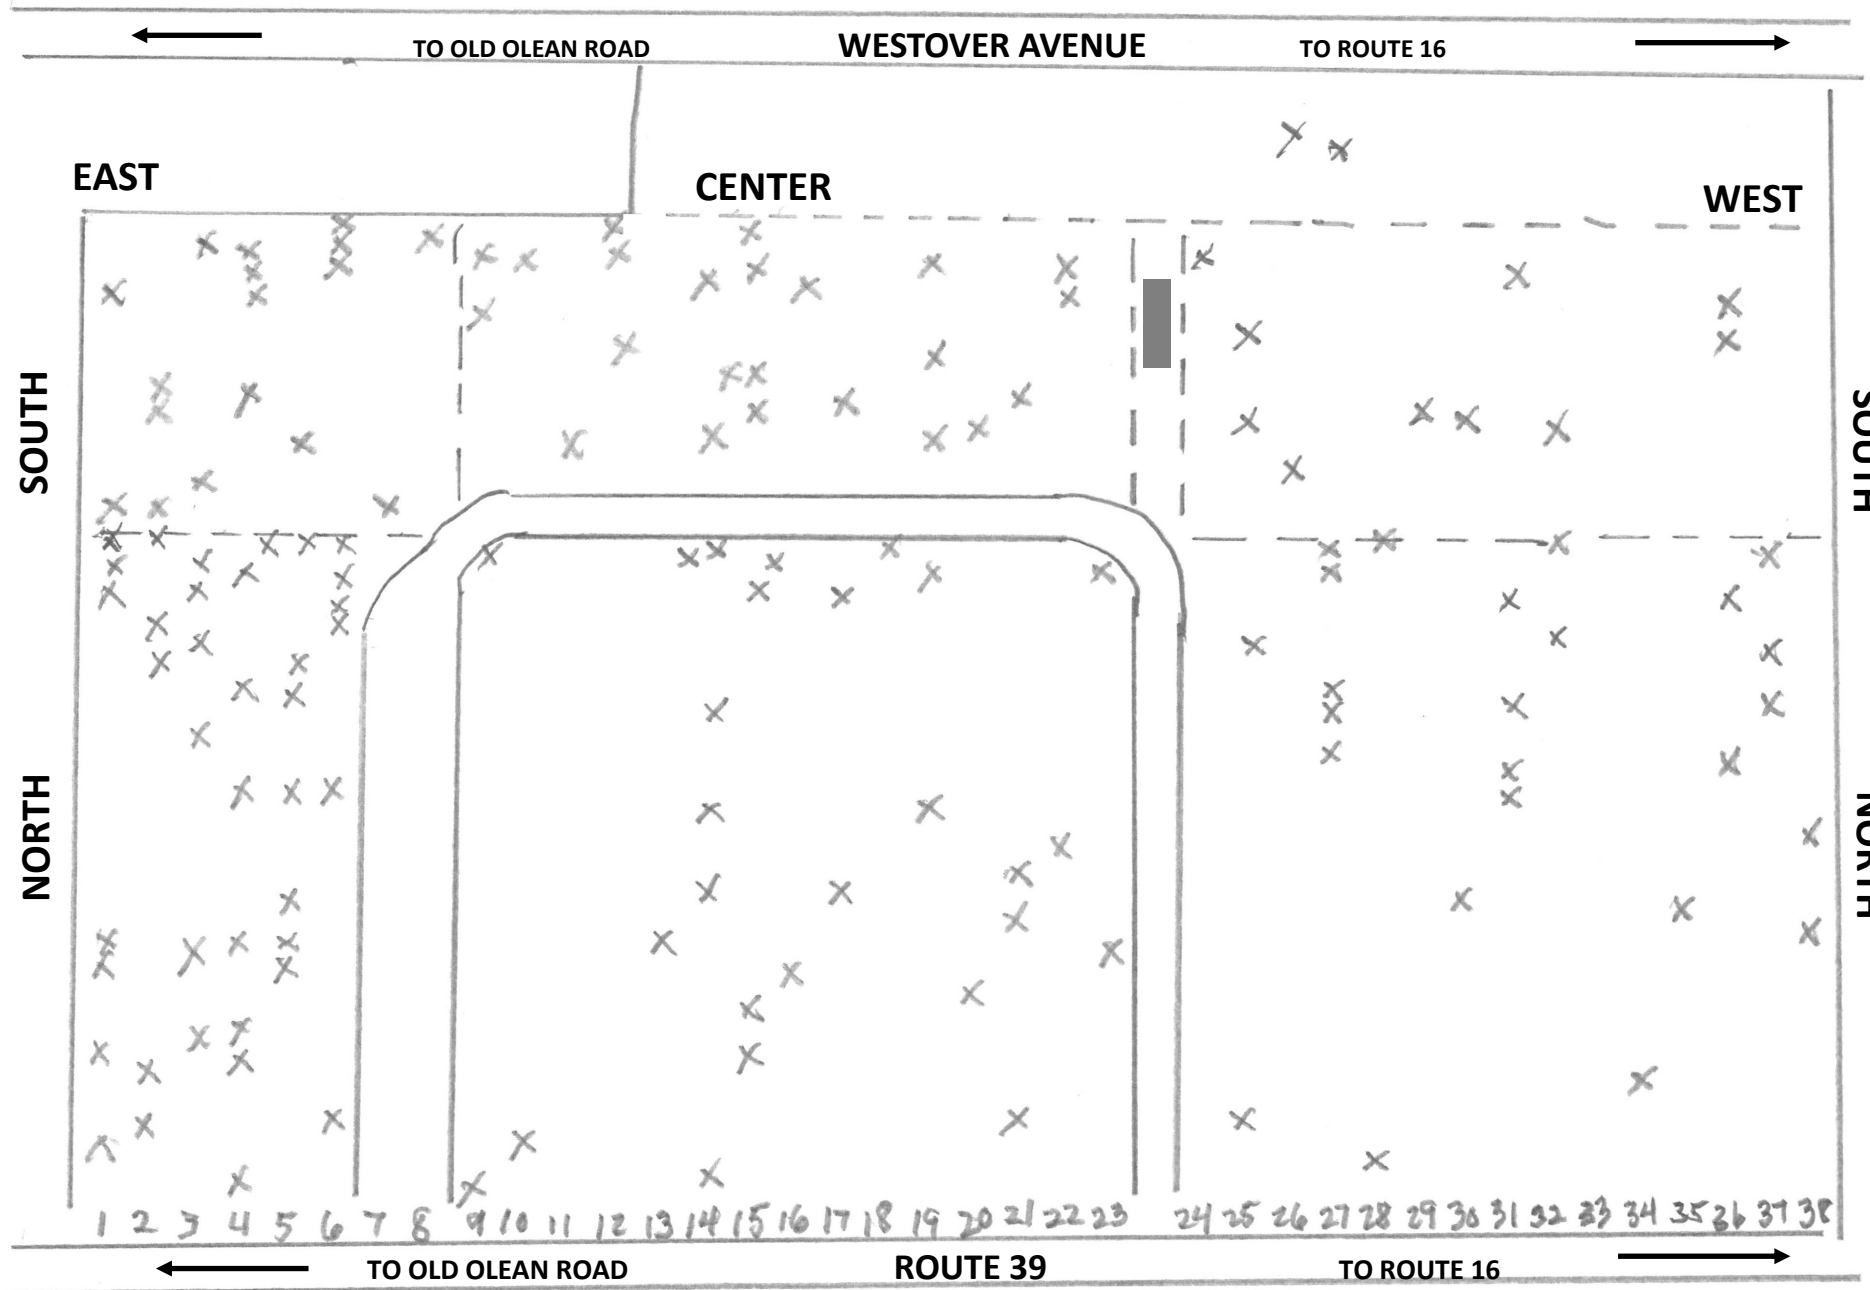 TO OLD OLEAN ROAD WESTOVER AVENUE TO ROUTE 16
EAST CENTER WEST
SOUTH SOUTH
NORTH NORTH
1 2 3 4 5 6 7 8 9 10 11 12 13 14 15 16 17 18 19 20 21 22 23 24 25 26 27 28 29 30 31 32 33 34 35 36 37 38
TO OLD OLEAN ROAD ROUTE 39 TO ROUTE 16